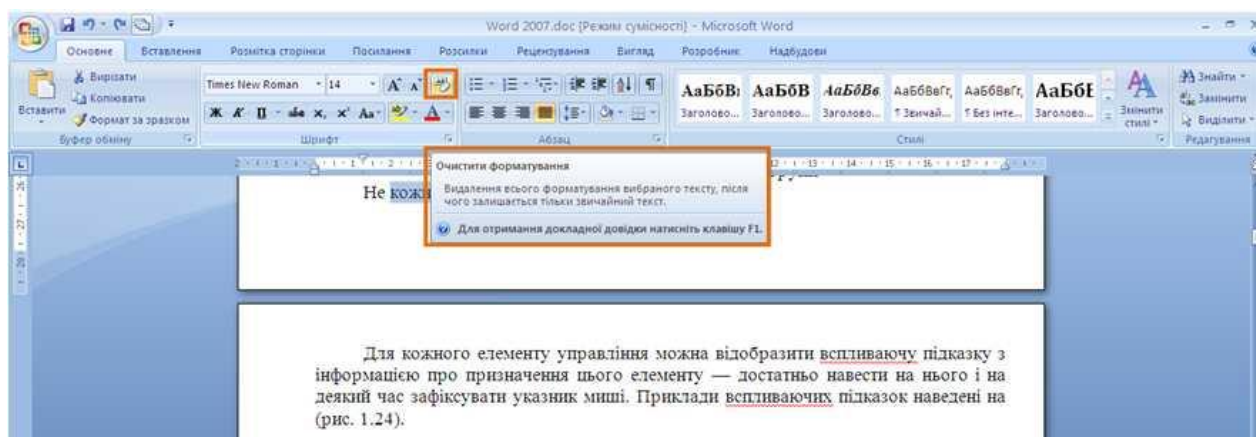 Word 2007.doc [Режим сумісності] - Microsoft Word
Основне Вставлення Розмітка сторінки Посилання Розсилки Рецензування Вигляд Розробник Надбудови
Вставити
Вирізати
Копіювати
Формат за зразком
Буфер обміну
Times New Roman 14
Ж К П abc x, x² Aa A
Шрифт
Абзац
АаБбВ АаБбВ АаБбВв АаБбВвГг, АаБбВвГг, АаБбВ
Заголово... Заголово... Заголово... ¶ Звичай... ¶ Без інте... Заголово...
Змінити стилі
Стилі
Знайти
Замінити
Виділити
Редагування
Не
Очистити форматування
Видалення всього форматування вибраного тексту, після
чого залишається тільки звичайний текст.
Для отримання докладної довідки натисніть клавішу F1.
Для кожного елементу управління можна відобразити вспливаючу підказку з
інформацією про призначення цього елементу — достатньо навести на нього і на
деякий час зафіксувати указник миші. Приклади вспливаючих підказок наведені на
(рис. 1.24).